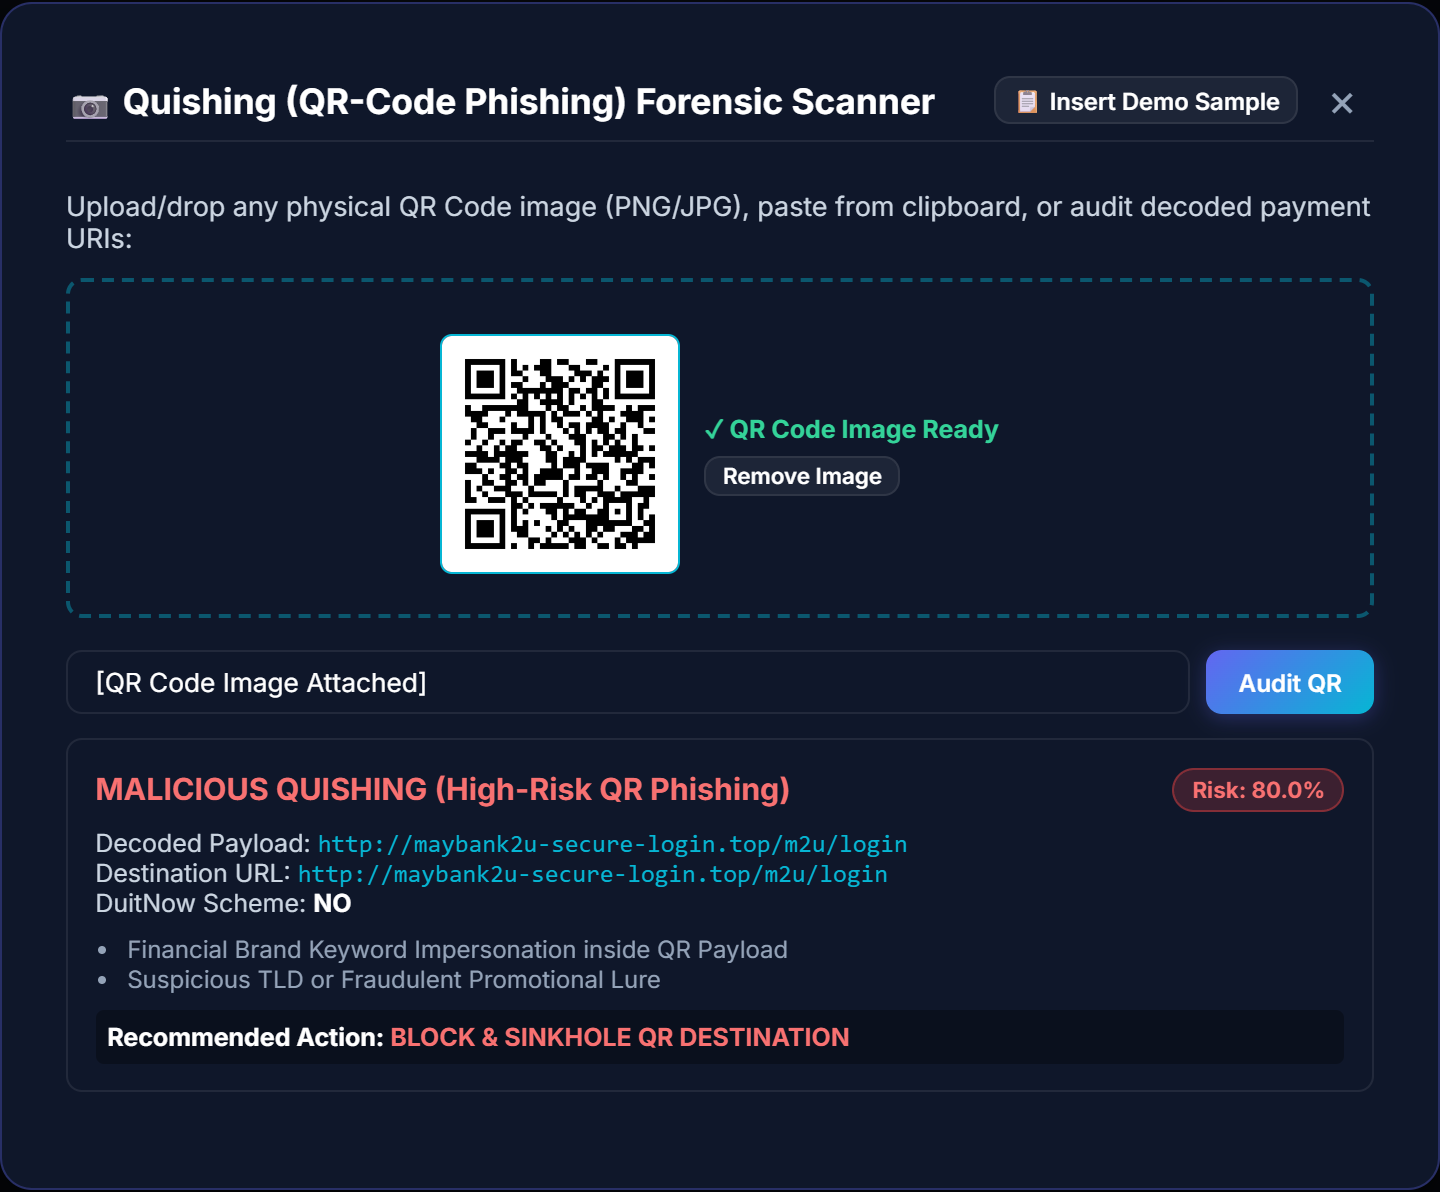 Quishing (QR-Code Phishing) Forensic Scanner
Insert Demo Sample
Upload/drop any physical QR Code image (PNG/JPG), paste from clipboard, or audit decoded payment
URIs:
✓ QR Code Image Ready
Remove Image
[QR Code Image Attached]
Audit QR
MALICIOUS QUISHING (High-Risk QR Phishing)
Risk: 80.0%
Decoded Payload: http://maybank2u-secure-login.top/m2u/login
Destination URL: http://maybank2u-secure-login.top/m2u/login
DuitNow Scheme: NO
• Financial Brand Keyword Impersonation inside QR Payload
• Suspicious TLD or Fraudulent Promotional Lure
Recommended Action: BLOCK & SINKHOLE QR DESTINATION